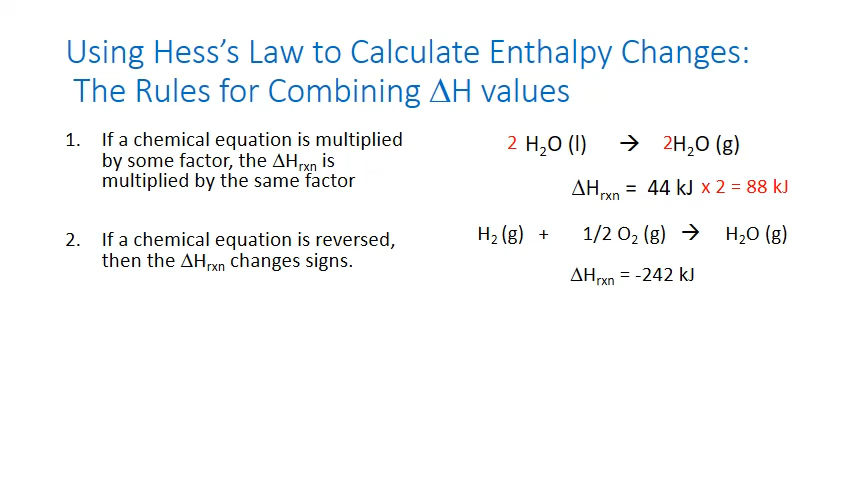 Using Hess's Law to Calculate Enthalpy Changes:
The Rules for Combining ΔH values
1. If a chemical equation is multiplied
by some factor, the ΔHrxn is
multiplied by the same factor
2 H₂O (l) → 2H₂O (g)
ΔHrxn = 44 kJ x 2 = 88 kJ
2. If a chemical equation is reversed,
then the ΔHrxn changes signs.
H₂ (g) + 1/2 O₂ (g) → H₂O (g)
ΔHrxn = -242 kJ